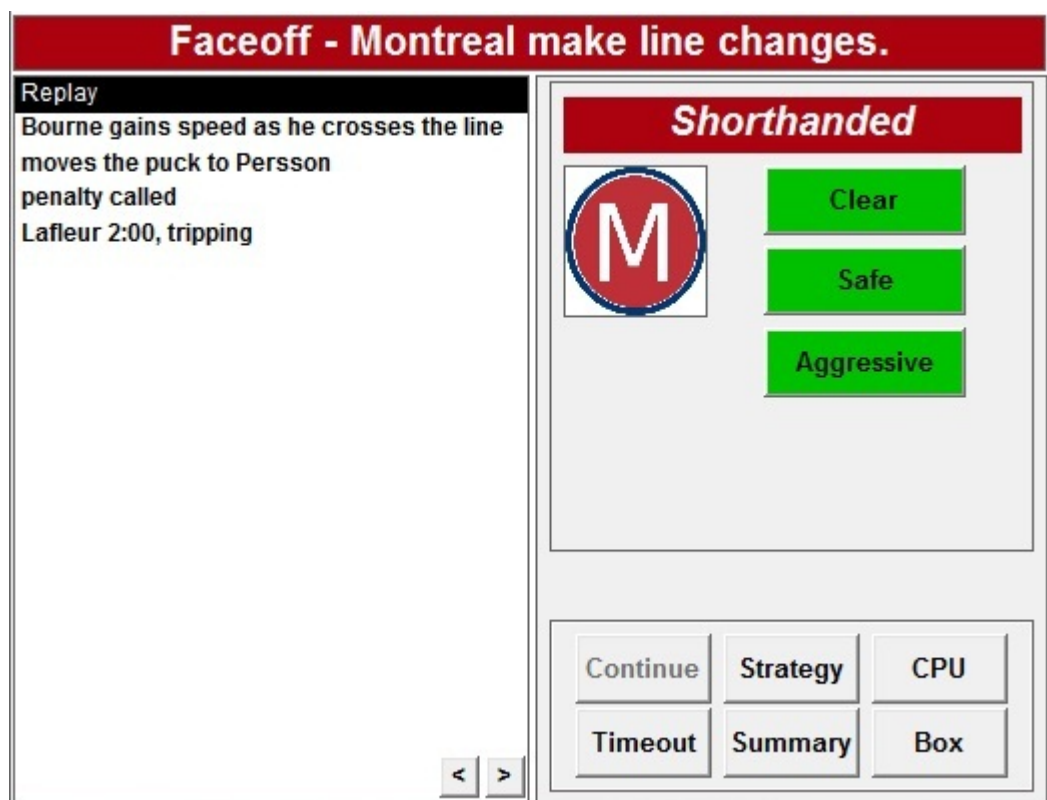 Faceoff - Montreal make line changes.
Replay
Bourne gains speed as he crosses the line
moves the puck to Persson
penalty called
Lafleur 2:00, tripping
< >
Shorthanded
M
Clear
Safe
Aggressive
Continue Strategy CPU
Timeout Summary Box